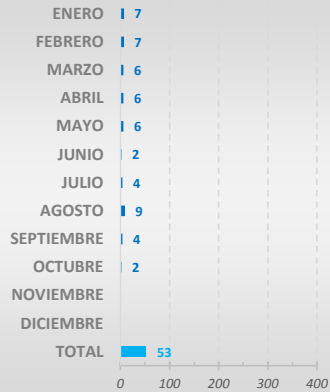 ENERO 7
FEBRERO 7
MARZO 6
ABRIL 6
MAYO 6
JUNIO 2
JULIO 4
AGOSTO 9
SEPTIEMBRE 4
OCTUBRE 2
NOVIEMBRE
DICIEMBRE
TOTAL 53
0 100 200 300 400